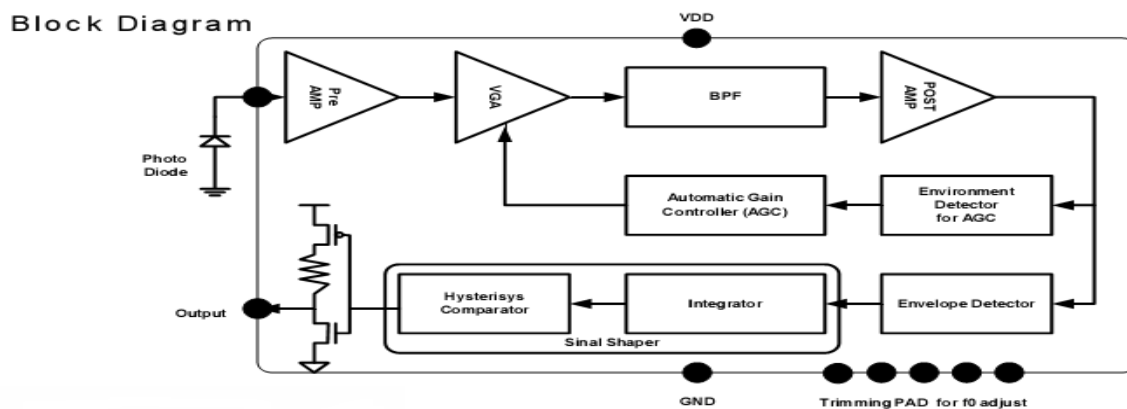 Block Diagram
VDD
Pre
AMP
VGA
BPF
POST
AMP
Photo
Diode
Automatic Gain
Controller (AGC)
Environment
Detector
for AGC
Output
Hysterisys
Comparator
Integrator
Envelope Detector
Sinal Shaper
GND
Trimming PAD for f0 adjust